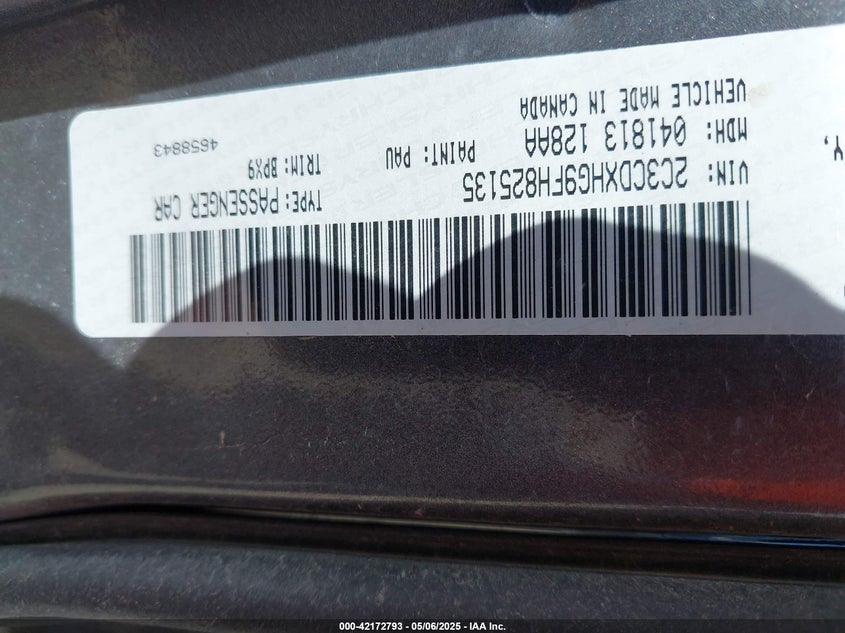 VIN: 2C3CDXHG9FH825135
TYPE: PASSENGER CAR
MDH: 041813 128AA
PAINT: PAU
TRIM: BPX9
VEHICLE MADE IN CANADA
4658843
Y,
000-42172793 - 05/06/2025 - IAA Inc.